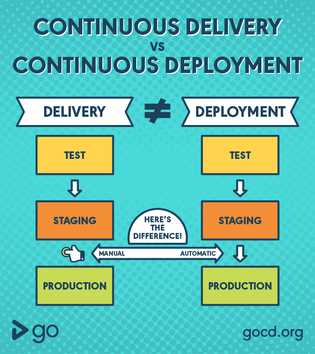 CONTINUOUS DELIVERY
VS
CONTINUOUS DEPLOYMENT
DELIVERY ≠ DEPLOYMENT
TEST
TEST
STAGING
HERE'S
THE
DIFFERENCE!
STAGING
MANUAL
AUTOMATIC
PRODUCTION
PRODUCTION
go
gocd.org